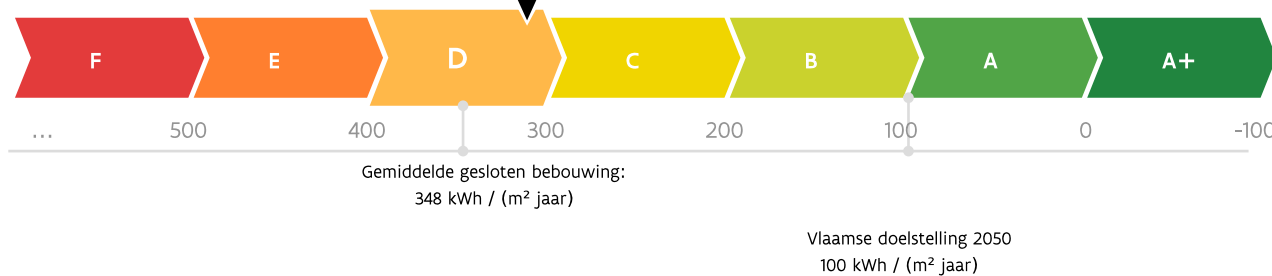 F E D C B A A+
... 500 400 300 200 100 0 -100
Gemiddelde gesloten bebouwing:
348 kWh / (m² jaar)
Vlaamse doelstelling 2050
100 kWh / (m² jaar)